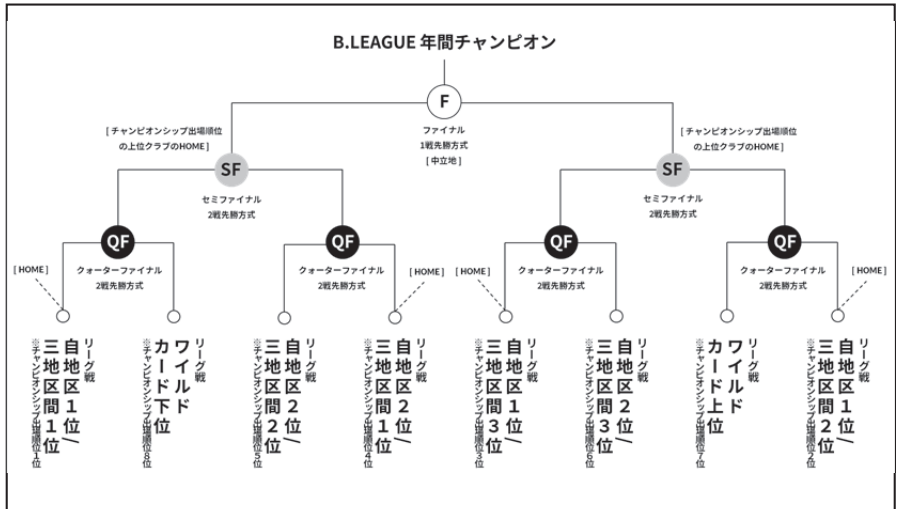 B.LEAGUE 年間チャンピオン
F
ファイナル
1戦先勝方式
[ 中立地 ]
[ チャンピオンシップ出場順位
の上位クラブのHOME ]
SF
セミファイナル
2戦先勝方式
[ チャンピオンシップ出場順位
の上位クラブのHOME ]
SF
セミファイナル
2戦先勝方式
[ HOME ]
QF
クォーターファイナル
2戦先勝方式
QF
クォーターファイナル
2戦先勝方式
[ HOME ]
[ HOME ]
QF
クォーターファイナル
2戦先勝方式
QF
クォーターファイナル
2戦先勝方式
[ HOME ]
リーグ戦
自地区1位/
三地区間1位
※チャンピオンシップ出場順位1位
リーグ戦
ワイルド
カード下位
※チャンピオンシップ出場順位8位
リーグ戦
自地区2位/
三地区間2位
※チャンピオンシップ出場順位5位
リーグ戦
自地区2位/
三地区間1位
※チャンピオンシップ出場順位4位
リーグ戦
自地区1位/
三地区間3位
※チャンピオンシップ出場順位3位
リーグ戦
自地区2位/
三地区間3位
※チャンピオンシップ出場順位6位
リーグ戦
ワイルド
カード上位
※チャンピオンシップ出場順位7位
リーグ戦
自地区1位/
三地区間2位
※チャンピオンシップ出場順位2位